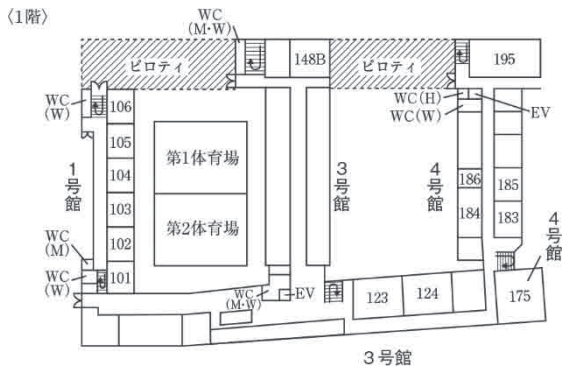 〈1階〉
WC
(M・W)
ピロティ
148B
ピロティ
195
WC
(W)
106
WC(H)
EV
WC(W)
105
第1体育場
1号館
104
3号館
4号館
186
185
103
第2体育場
184
183
102
WC
(M)
4号館
101
WC
(W)
WC
(M・W)
EV
123
124
175
3号館